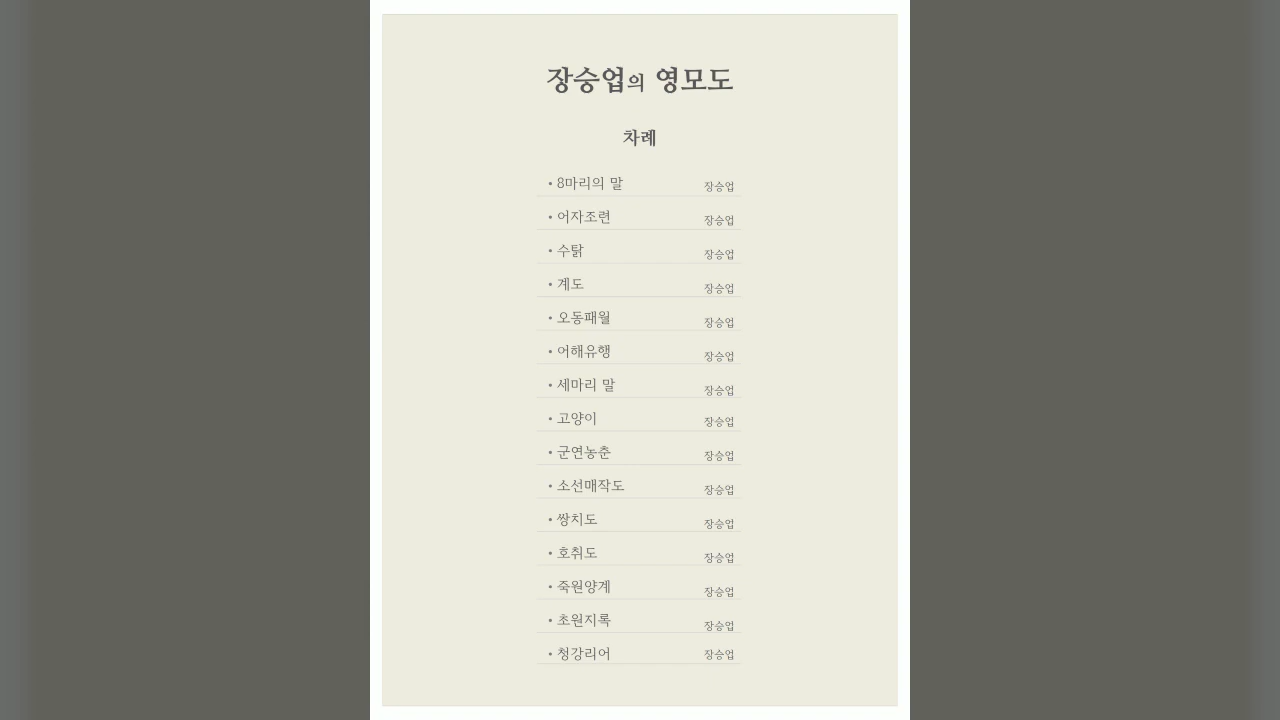 장승업의 영모도
차례
• 8마리의 말 장승업
• 어자조련 장승업
• 수탉 장승업
• 계도 장승업
• 오동패월 장승업
• 어해유행 장승업
• 세마리 말 장승업
• 고양이 장승업
• 군연농춘 장승업
• 소선매작도 장승업
• 쌍치도 장승업
• 호취도 장승업
• 죽원양계 장승업
• 초원지록 장승업
• 청강리어 장승업